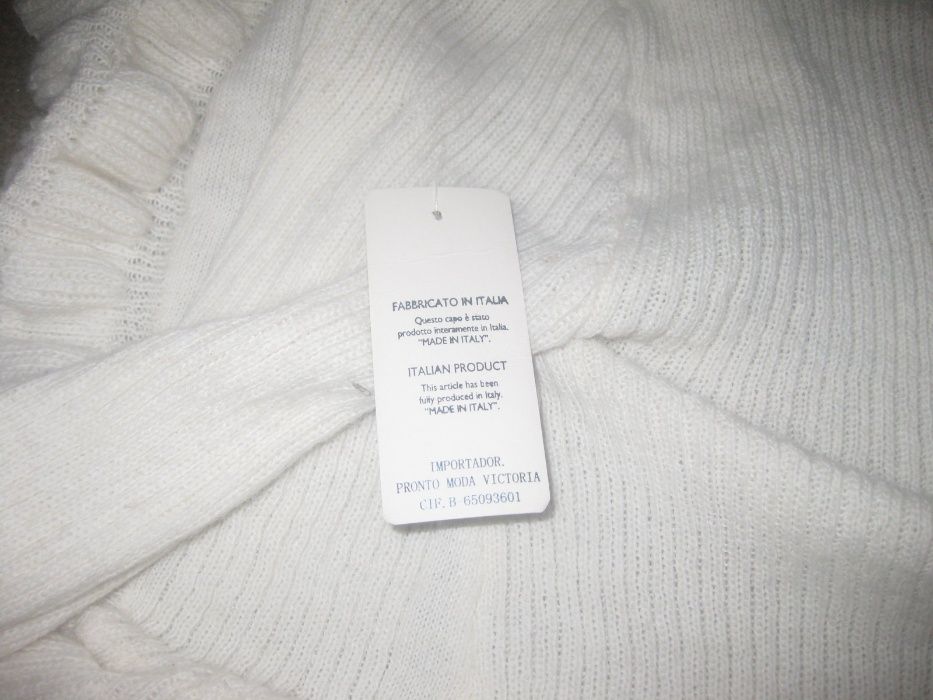 FABBRICATO IN ITALIA
Questo capo è stato
prodotto interamente in Italia.
"MADE IN ITALY".
ITALIAN PRODUCT
This article has been
fully produced in Italy.
"MADE IN ITALY".
IMPORTADOR.
PRONTO MODA VICTORIA
CIF. B-65093601